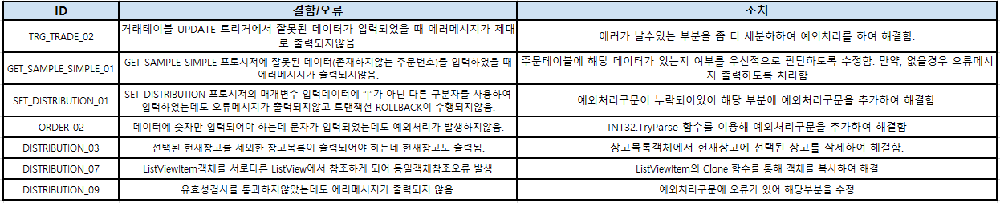 ID
결함/오류
조치
TRG_TRADE_02
거래테이블 UPDATE 트리거에서 잘못된 데이터가 입력되었을 때 에러메시지가 제대
로 출력되지않음.
에러가 날수있는 부분을 좀 더 세분화하여 예외치리를 하여 해결함.
GET_SAMPLE_SIMPLE_01
GET_SAMPLE_SIMPLE 프로시저에 잘못된 데이터(존재하지않는 주문번호)를 입력하였을 때
에러메시지가 출력되지않음.
주문테이블에 해당 데이터가 있는지 여부를 우선적으로 판단하도록 수정함. 만약, 없을경우 오류메시
지 출력하도록 처리함
SET_DISTRIBUTION_01
SET_DISTRIBUTION 프로시저의 매개변수 입력데이터에 "|"가 아닌 다른 구분자를 사용하여
입력하였는데도 오류메시지가 출력되지않고 트랜잭션 ROLLBACK이 수행되지않음.
예외처리구문이 누락되어있어 해당 부분에 예외처리구문을 추가하여 해결함.
ORDER_02
데이터에 숫자만 입력되어야 하는데 문자가 입력되었는데도 예외처리가 발생하지않음.
INT32.TryParse 함수를 이용해 예외처리구문을 추가하여 해결함
DISTRIBUTION_03
선택된 현재창고를 제외한 창고목록이 출력되어야 하는데 현재창고도 출력됨.
창고목록객체에서 현재창고에 선택된 창고를 삭제하여 해결함.
DISTRIBUTION_07
ListViewItem객체를 서로다른 ListView에서 참조하게 되어 동일객체참조오류 발생
ListViewItem의 Clone 함수를 통해 객체를 복사하여 해결
DISTRIBUTION_09
유효성검사를 통과하지않았는데도 에러메시지가 출력되지 않음.
예외처리구문에 오류가 있어 해당부분을 수정